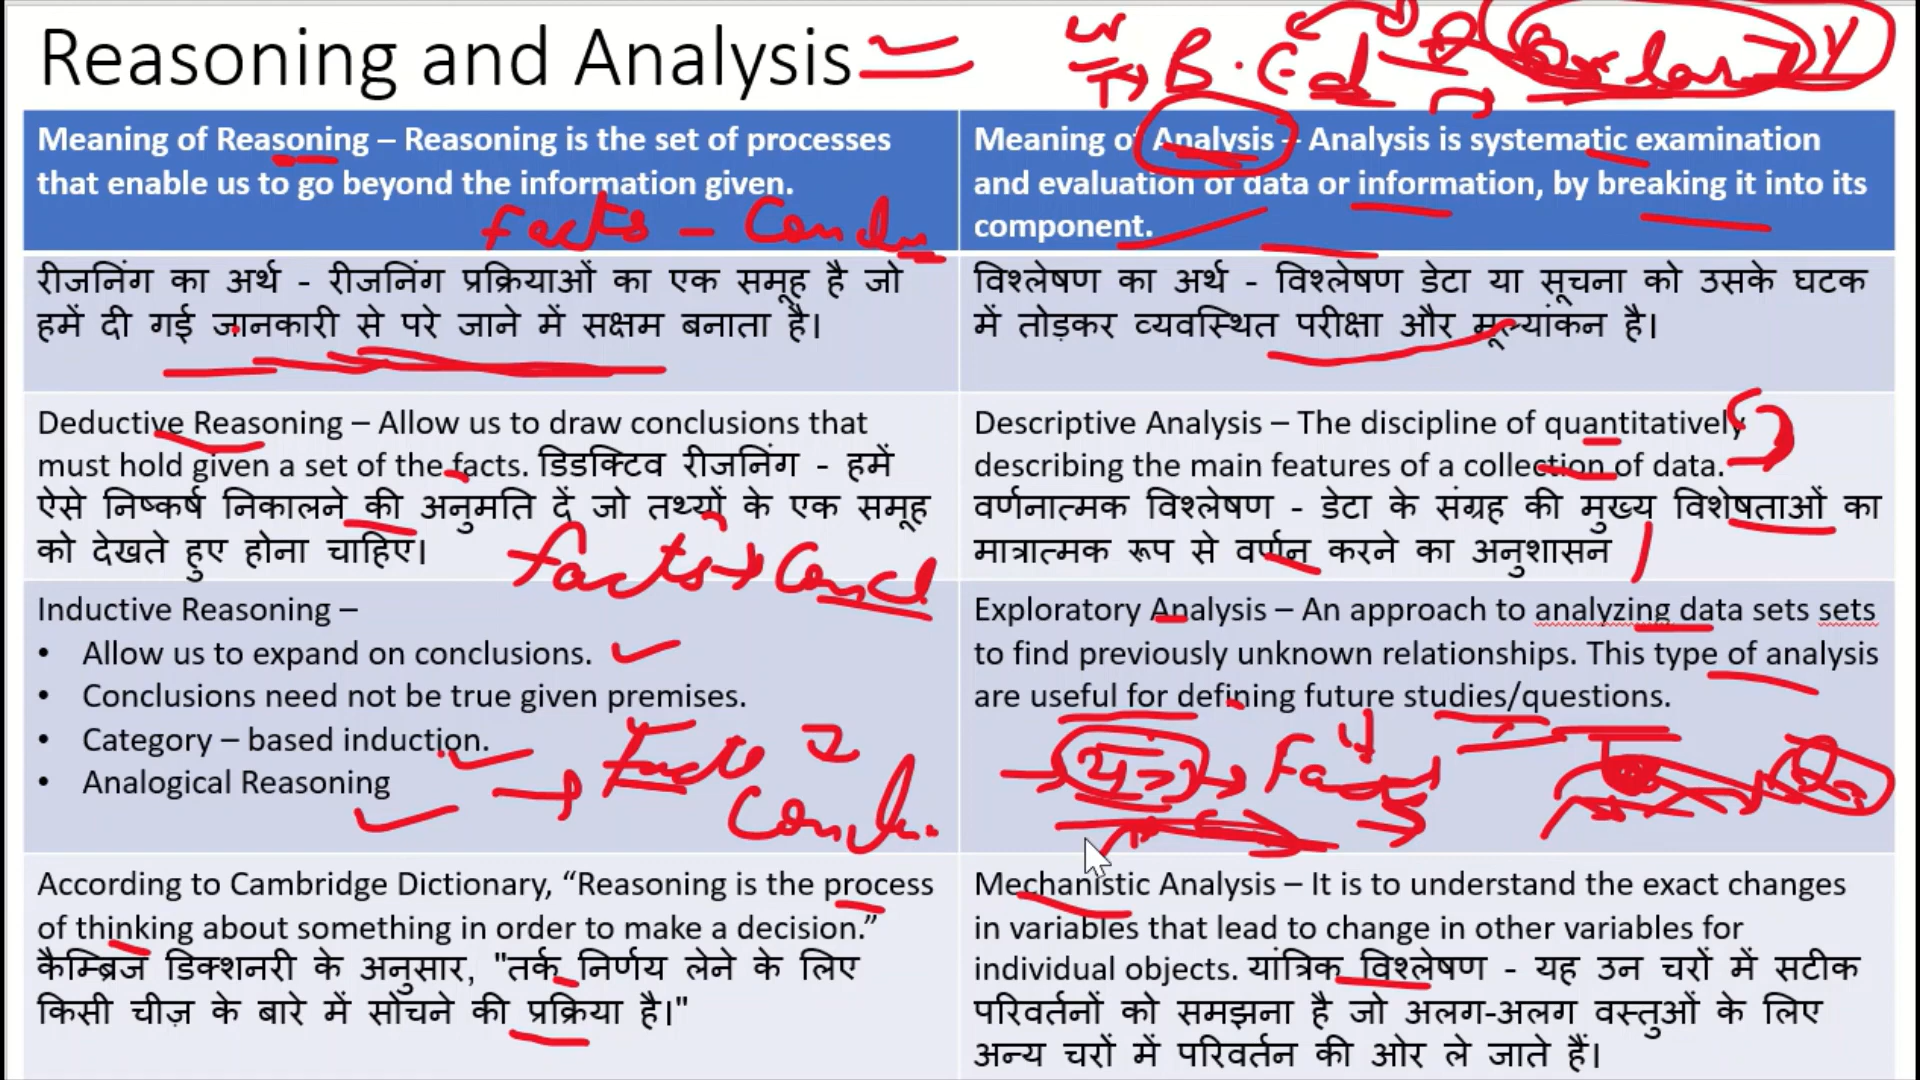 Reasoning and Analysis
B.Ed
Meaning of Reasoning – Reasoning is the set of processes
that enable us to go beyond the information given.
facts – Conclu
Meaning of Analysis – Analysis is systematic examination
and evaluation of data or information, by breaking it into its
component.
रीजनिंग का अर्थ - रीजनिंग प्रक्रियाओं का एक समूह है जो
हमें दी गई जानकारी से परे जाने में सक्षम बनाता है।
विश्लेषण का अर्थ - विश्लेषण डेटा या सूचना को उसके घटक
में तोड़कर व्यवस्थित परीक्षा और मूल्यांकन है।
Deductive Reasoning – Allow us to draw conclusions that
must hold given a set of the facts. डिडक्टिव रीजनिंग - हमें
ऐसे निष्कर्ष निकालने की अनुमति दें जो तथ्यों के एक समूह
को देखते हुए होना चाहिए।
facts → Concl
Descriptive Analysis – The discipline of quantitatively
describing the main features of a collection of data.
वर्णनात्मक विश्लेषण - डेटा के संग्रह की मुख्य विशेषताओं का
मात्रात्मक रूप से वर्णन करने का अनुशासन
Inductive Reasoning –
• Allow us to expand on conclusions.
• Conclusions need not be true given premises.
• Category – based induction.
• Analogical Reasoning
Facts
Conclu.
Exploratory Analysis – An approach to analyzing data sets sets
to find previously unknown relationships. This type of analysis
are useful for defining future studies/questions.
According to Cambridge Dictionary, “Reasoning is the process
of thinking about something in order to make a decision.”
कैम्ब्रिज डिक्शनरी के अनुसार, "तर्क निर्णय लेने के लिए
किसी चीज़ के बारे में सोचने की प्रक्रिया है।"
Mechanistic Analysis – It is to understand the exact changes
in variables that lead to change in other variables for
individual objects. यांत्रिक विश्लेषण - यह उन चरों में सटीक
परिवर्तनों को समझना है जो अलग-अलग वस्तुओं के लिए
अन्य चरों में परिवर्तन की ओर ले जाते हैं।